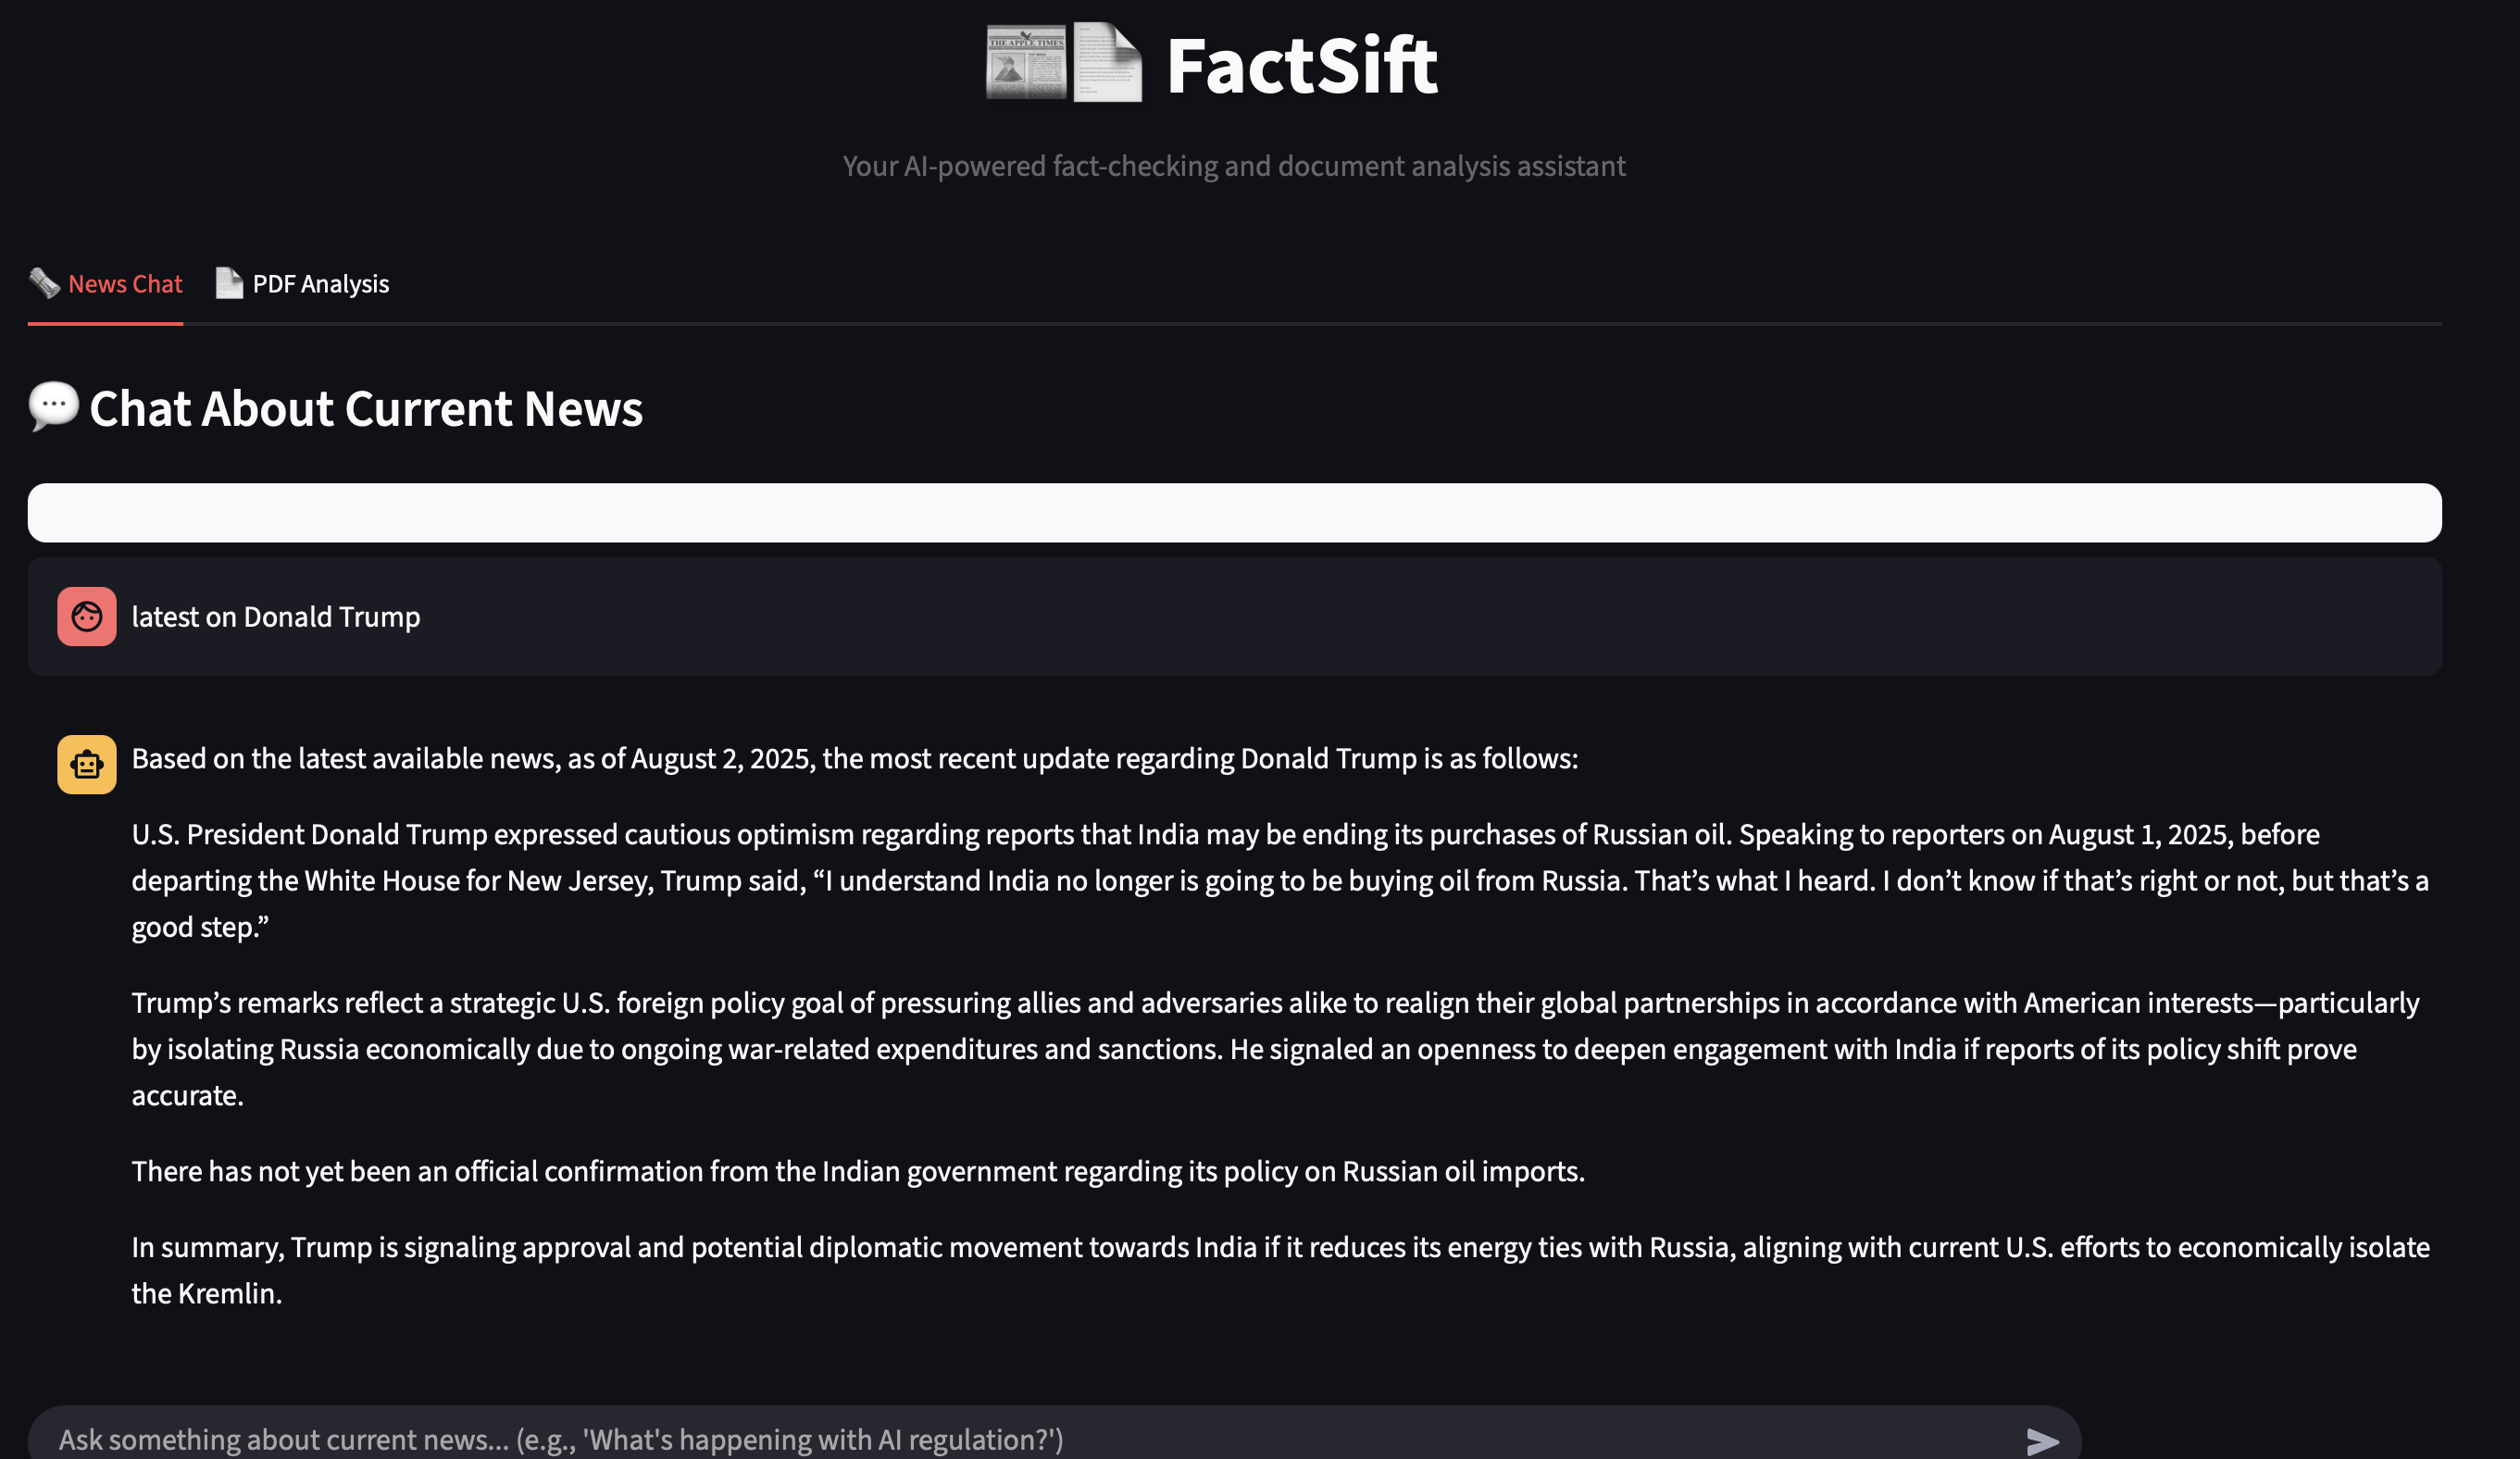 THE APPLE TIMES
FactSift
Your AI-powered fact-checking and document analysis assistant
News Chat
PDF Analysis
Chat About Current News
latest on Donald Trump
Based on the latest available news, as of August 2, 2025, the most recent update regarding Donald Trump is as follows:
U.S. President Donald Trump expressed cautious optimism regarding reports that India may be ending its purchases of Russian oil. Speaking to reporters on August 1, 2025, before
departing the White House for New Jersey, Trump said, “I understand India no longer is going to be buying oil from Russia. That’s what I heard. I don’t know if that’s right or not, but that’s a
good step.”
Trump’s remarks reflect a strategic U.S. foreign policy goal of pressuring allies and adversaries alike to realign their global partnerships in accordance with American interests—particularly
by isolating Russia economically due to ongoing war-related expenditures and sanctions. He signaled an openness to deepen engagement with India if reports of its policy shift prove
accurate.
There has not yet been an official confirmation from the Indian government regarding its policy on Russian oil imports.
In summary, Trump is signaling approval and potential diplomatic movement towards India if it reduces its energy ties with Russia, aligning with current U.S. efforts to economically isolate
the Kremlin.
Ask something about current news... (e.g., 'What's happening with AI regulation?')